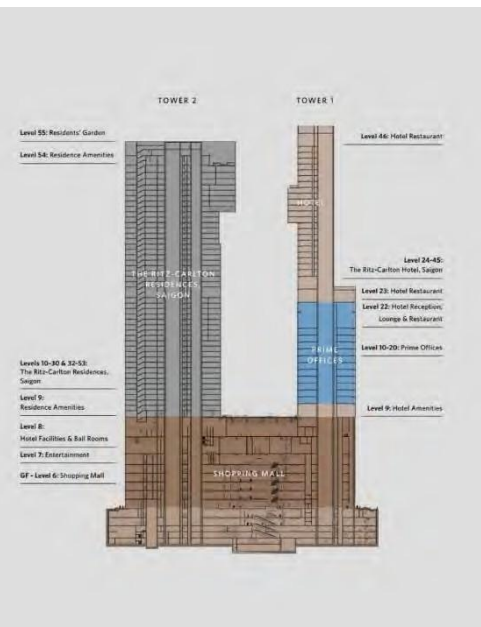 TOWER 2
TOWER 1
Level 55: Residents' Garden
Level 54: Residence Amenities
Level 46: Hotel Restaurant
HOTEL
THE RITZ-CARLTON
RESIDENCES,
SAIGON
Level 24-45:
The Ritz-Carlton Hotel, Saigon
Level 23: Hotel Restaurant
Level 22: Hotel Reception,
Lounge & Restaurant
PRIME
OFFICES
Level 10-20: Prime Offices
Levels 10-30 & 32-53:
The Ritz-Carlton Residences,
Saigon
Level 9:
Residence Amenities
Level 9: Hotel Amenities
Level 8:
Hotel Facilities & Ball Rooms
Level 7: Entertainment
GF - Level 6: Shopping Mall
SHOPPING MALL